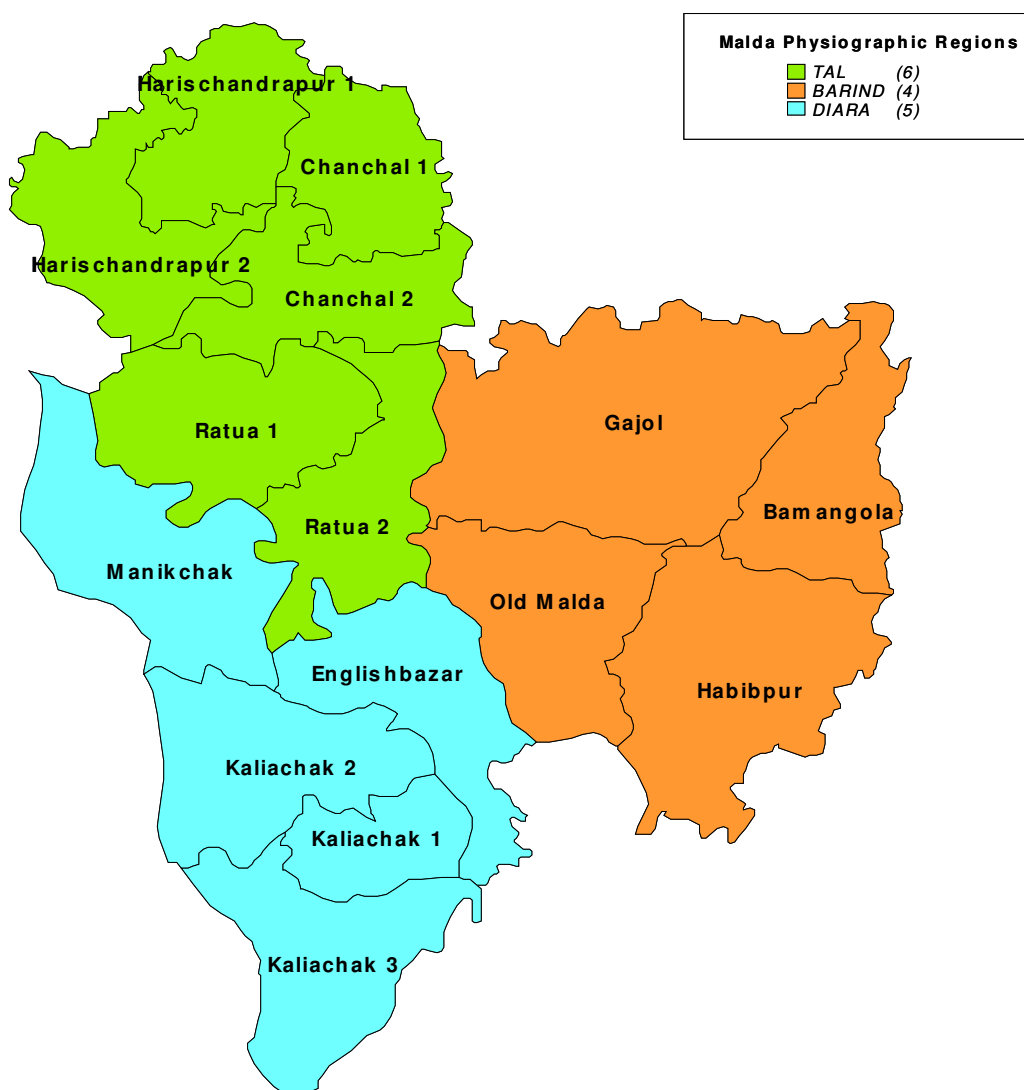 Malda Physiographic Regions
TAL (6)
BARIND (4)
DIARA (5)
Harischandrapur 1
Chanchal 1
Harischandrapur 2
Chanchal 2
Ratua 1
Gajol
Bamangola
Ratua 2
Manikchak
Old Malda
Englishbazar
Habibpur
Kaliachak 2
Kaliachak 1
Kaliachak 3